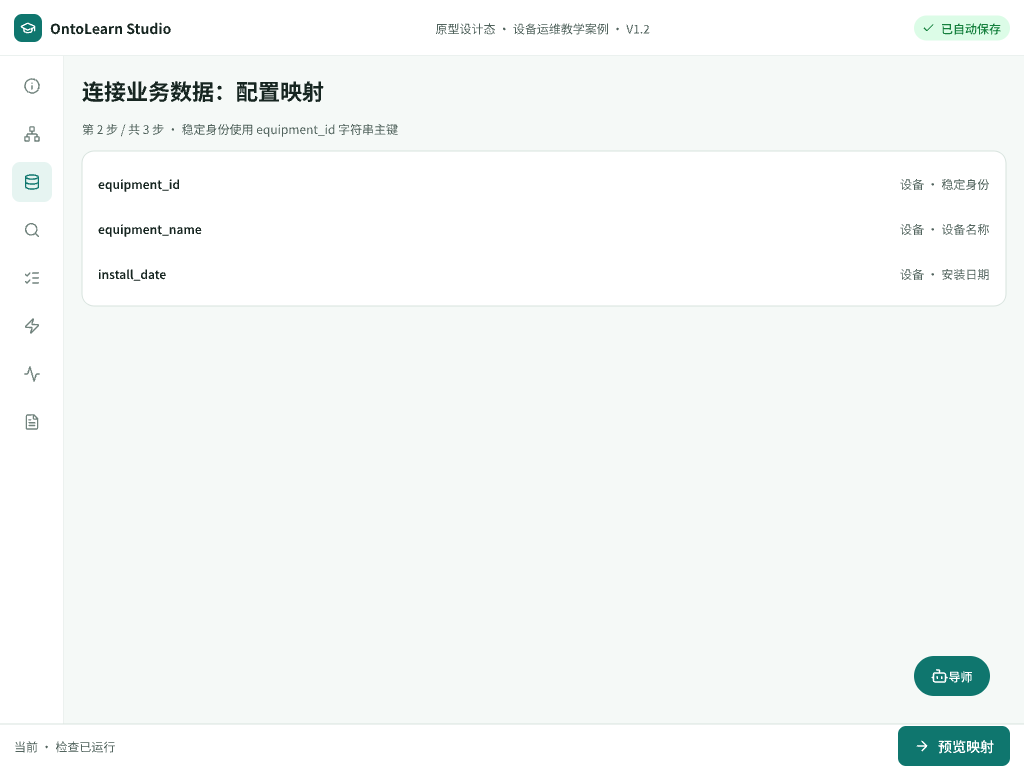 OntoLearn Studio
原型设计态 · 设备运维教学案例 · V1.2
已自动保存
连接业务数据：配置映射
第 2 步 / 共 3 步 · 稳定身份使用 equipment_id 字符串主键
equipment_id 设备 · 稳定身份
equipment_name 设备 · 设备名称
install_date 设备 · 安装日期
导师
当前 · 检查已运行
预览映射